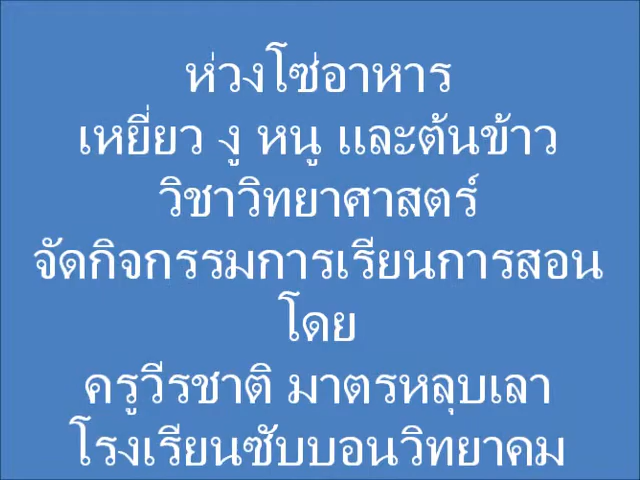 ห่วงโซ่อาหาร
เหยี่ยว งู หนู และต้นข้าว
วิชาวิทยาศาสตร์
จัดกิจกรรมการเรียนการสอน
โดย
ครูวีรชาติ มาตรหลุบเลา
โรงเรียนซับบอนวิทยาคม